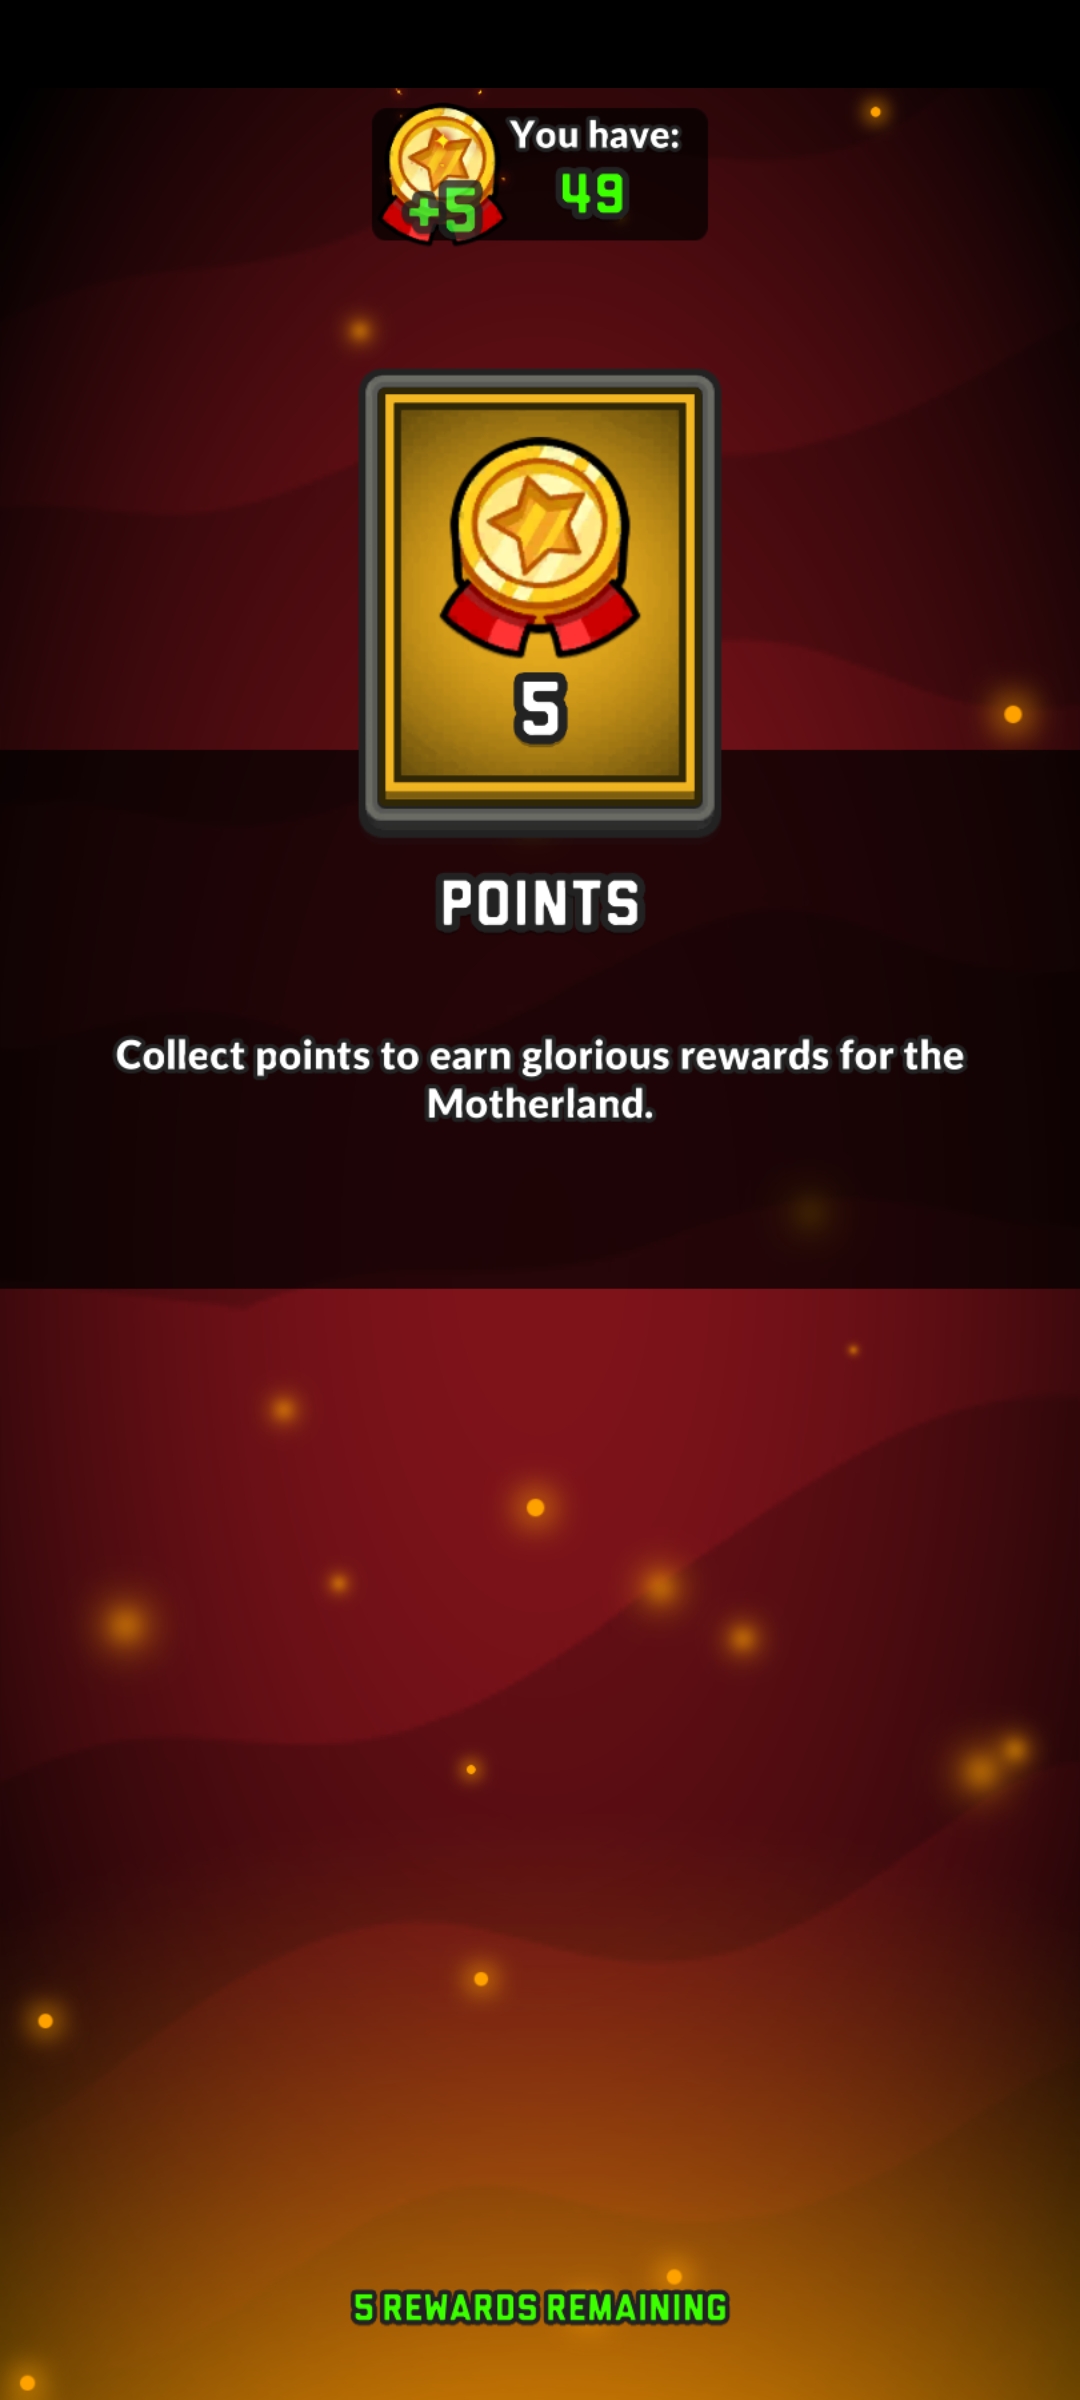 You have:
+5
49
5
POINTS
Collect points to earn glorious rewards for the
Motherland.
5 REWARDS REMAINING